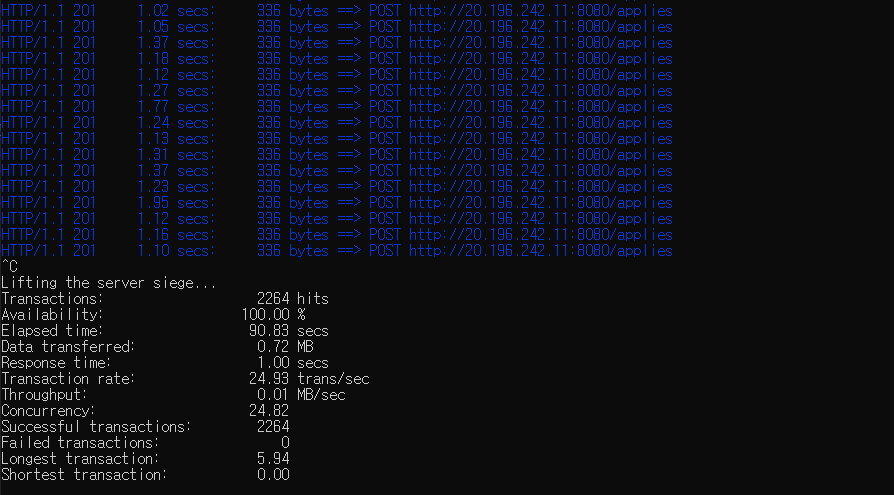 HTTP/1.1 201 1.02 secs: 336 bytes ==> POST http://20.196.242.11:8080/applies
HTTP/1.1 201 1.05 secs: 336 bytes ==> POST http://20.196.242.11:8080/applies
HTTP/1.1 201 1.37 secs: 336 bytes ==> POST http://20.196.242.11:8080/applies
HTTP/1.1 201 1.18 secs: 336 bytes ==> POST http://20.196.242.11:8080/applies
HTTP/1.1 201 1.12 secs: 336 bytes ==> POST http://20.196.242.11:8080/applies
HTTP/1.1 201 1.27 secs: 336 bytes ==> POST http://20.196.242.11:8080/applies
HTTP/1.1 201 1.77 secs: 336 bytes ==> POST http://20.196.242.11:8080/applies
HTTP/1.1 201 1.24 secs: 336 bytes ==> POST http://20.196.242.11:8080/applies
HTTP/1.1 201 1.13 secs: 336 bytes ==> POST http://20.196.242.11:8080/applies
HTTP/1.1 201 1.31 secs: 336 bytes ==> POST http://20.196.242.11:8080/applies
HTTP/1.1 201 1.37 secs: 336 bytes ==> POST http://20.196.242.11:8080/applies
HTTP/1.1 201 1.23 secs: 336 bytes ==> POST http://20.196.242.11:8080/applies
HTTP/1.1 201 1.95 secs: 336 bytes ==> POST http://20.196.242.11:8080/applies
HTTP/1.1 201 1.12 secs: 336 bytes ==> POST http://20.196.242.11:8080/applies
HTTP/1.1 201 1.16 secs: 336 bytes ==> POST http://20.196.242.11:8080/applies
HTTP/1.1 201 1.10 secs: 336 bytes ==> POST http://20.196.242.11:8080/applies
^C
Lifting the server siege...
Transactions: 2264 hits
Availability: 100.00 %
Elapsed time: 90.83 secs
Data transferred: 0.72 MB
Response time: 1.00 secs
Transaction rate: 24.93 trans/sec
Throughput: 0.01 MB/sec
Concurrency: 24.82
Successful transactions: 2264
Failed transactions: 0
Longest transaction: 5.94
Shortest transaction: 0.00